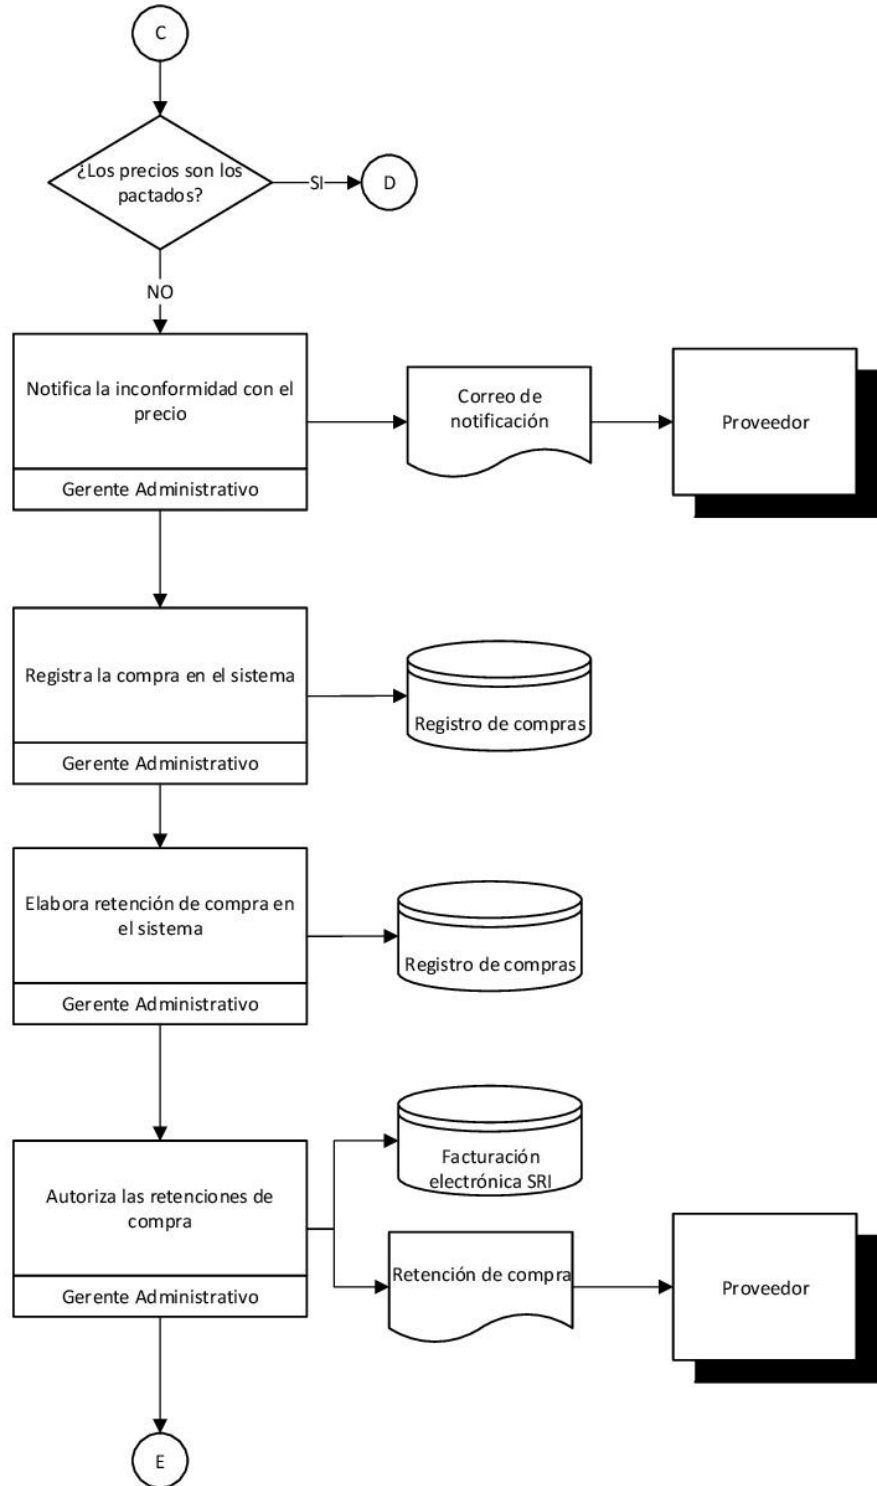 C
¿Los precios son los
pactados?
SI
D
NO
Notifica la inconformidad con el
precio
Gerente Administrativo
Correo de
notificación
Proveedor
Registra la compra en el sistema
Gerente Administrativo
Registro de compras
Elabora retención de compra en
el sistema
Gerente Administrativo
Registro de compras
Autoriza las retenciones de
compra
Gerente Administrativo
Facturación
electrónica SRI
Retención de compra
Proveedor
E